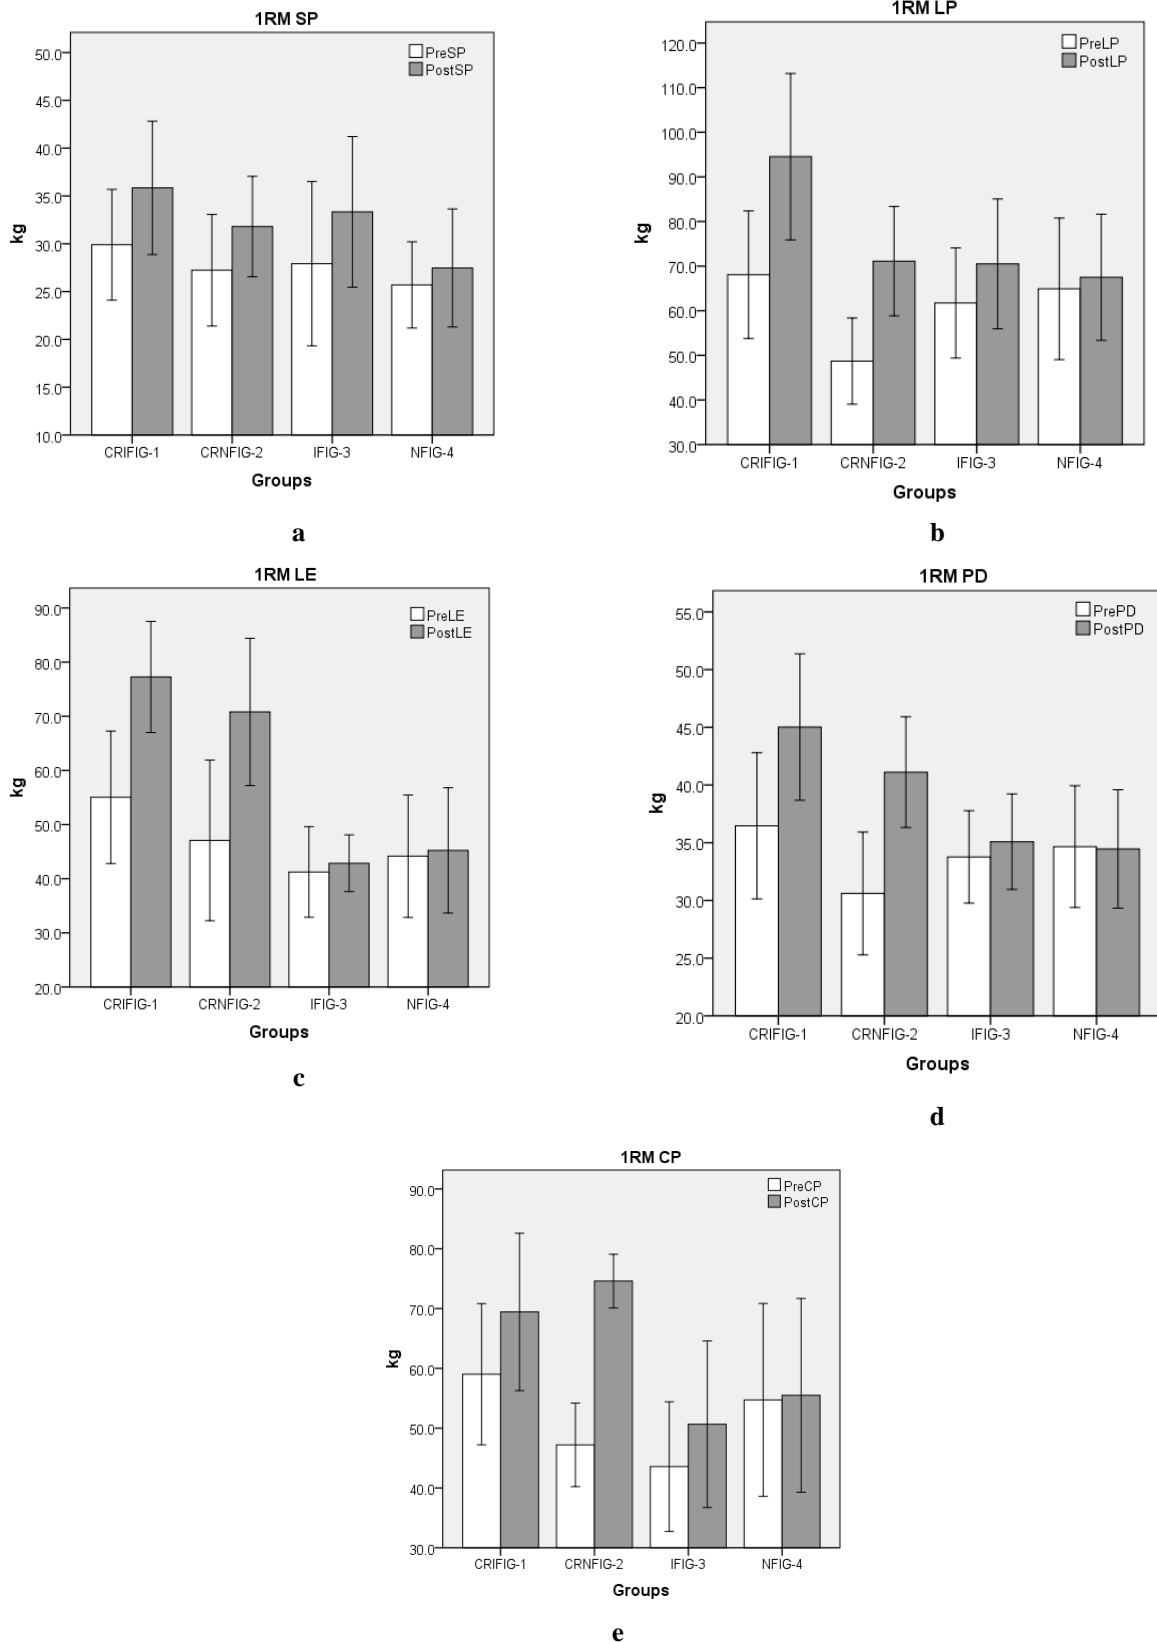 1RM SP
PreSP
PostSP
50.0
45.0
40.0
35.0
30.0
25.0
20.0
15.0
10.0
kg
CRIFIG-1 CRNFIG-2 IFIG-3 NFIG-4
Groups
a
1RM LP
PreLP
PostLP
120.0
110.0
100.0
90.0
80.0
70.0
60.0
50.0
40.0
30.0
kg
CRIFIG-1 CRNFIG-2 IFIG-3 NFIG-4
Groups
b
1RM LE
PreLE
PostLE
90.0
80.0
70.0
60.0
50.0
40.0
30.0
20.0
kg
CRIFIG-1 CRNFIG-2 IFIG-3 NFIG-4
Groups
c
1RM PD
PrePD
PostPD
55.0
50.0
45.0
40.0
35.0
30.0
25.0
20.0
kg
CRIFIG-1 CRNFIG-2 IFIG-3 NFIG-4
Groups
d
1RM CP
PreCP
PostCP
90.0
80.0
70.0
60.0
50.0
40.0
30.0
kg
CRIFIG-1 CRNFIG-2 IFIG-3 NFIG-4
Groups
e